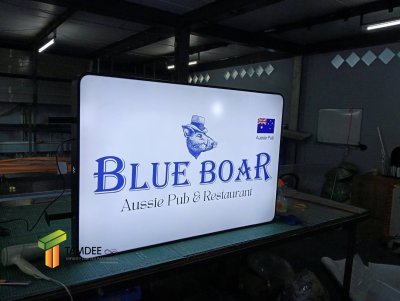 Aussie Pub
BLUE BOAR
Aussie Pub & Restaurant
TAMDEE